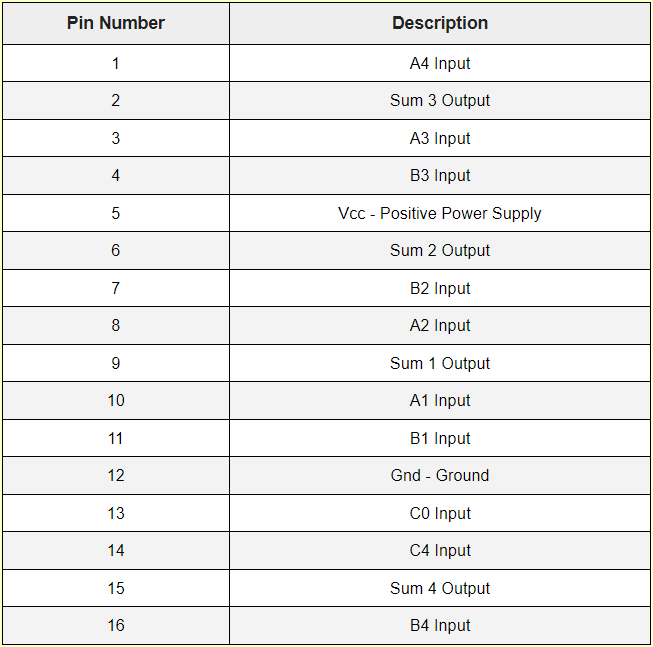 Pin Number Description
1 A4 Input
2 Sum 3 Output
3 A3 Input
4 B3 Input
5 Vcc - Positive Power Supply
6 Sum 2 Output
7 B2 Input
8 A2 Input
9 Sum 1 Output
10 A1 Input
11 B1 Input
12 Gnd - Ground
13 C0 Input
14 C4 Input
15 Sum 4 Output
16 B4 Input